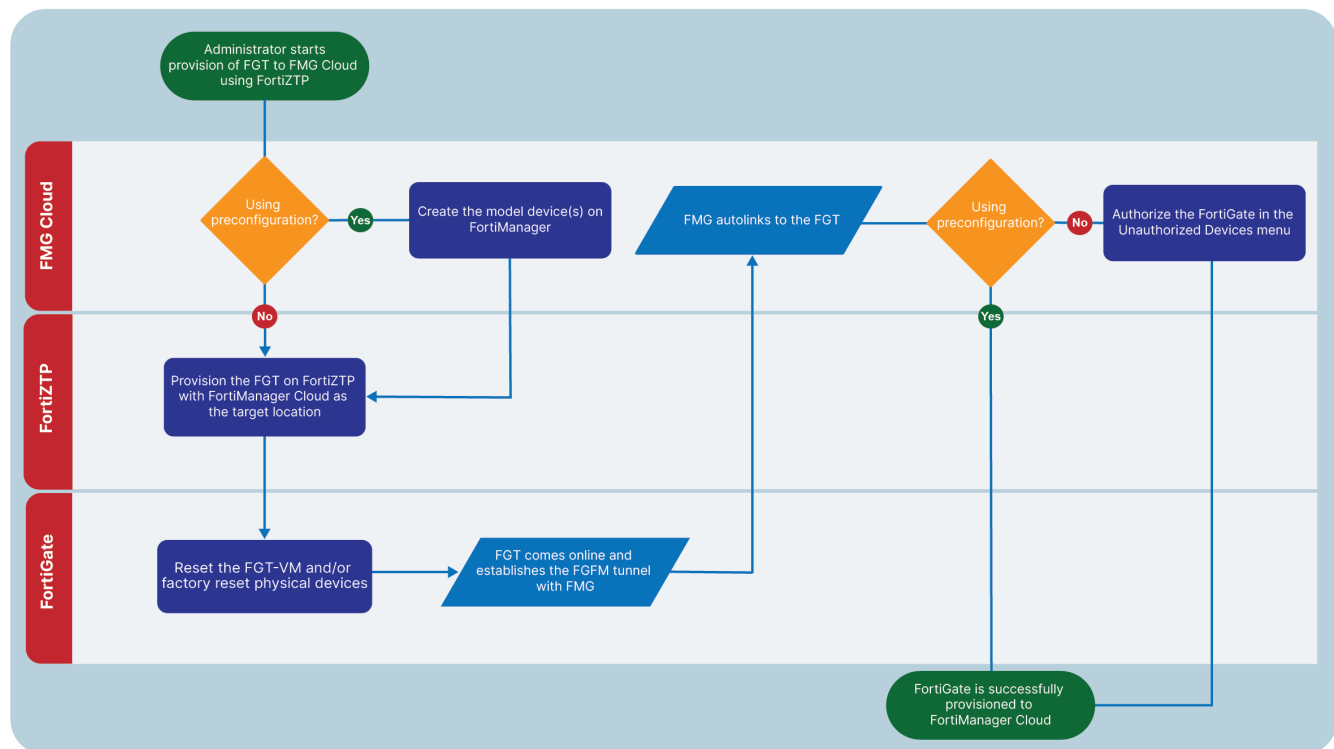 Administrator starts
provision of FGT to FMG Cloud
using FortiZTP
FMG Cloud
Using
preconfiguration?
Yes
Create the model device(s) on
FortiManager
FMG autolinks to the FGT
Using
preconfiguration?
No
Authorize the FortiGate in the
Unauthorized Devices menu
No
Yes
FortiZTP
Provision the FGT on FortiZTP
with FortiManager Cloud as
the target location
FortiGate
Reset the FGT-VM and/or
factory reset physical devices
FGT comes online and
establishes the FGFM tunnel
with FMG
FortiGate is successfully
provisioned to
FortiManager Cloud